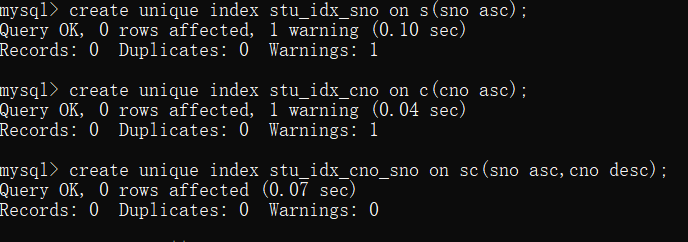 mysql> create unique index stu_idx_sno on s(sno asc);
Query OK, 0 rows affected, 1 warning (0.10 sec)
Records: 0  Duplicates: 0  Warnings: 1

mysql> create unique index stu_idx_cno on c(cno asc);
Query OK, 0 rows affected, 1 warning (0.04 sec)
Records: 0  Duplicates: 0  Warnings: 1

mysql> create unique index stu_idx_cno_sno on sc(sno asc,cno desc);
Query OK, 0 rows affected (0.07 sec)
Records: 0  Duplicates: 0  Warnings: 0